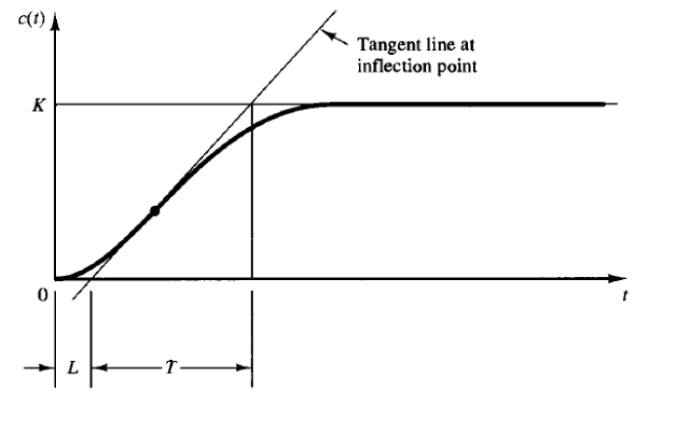 c(t)
Tangent line at
inflection point
K
0
t
L
T